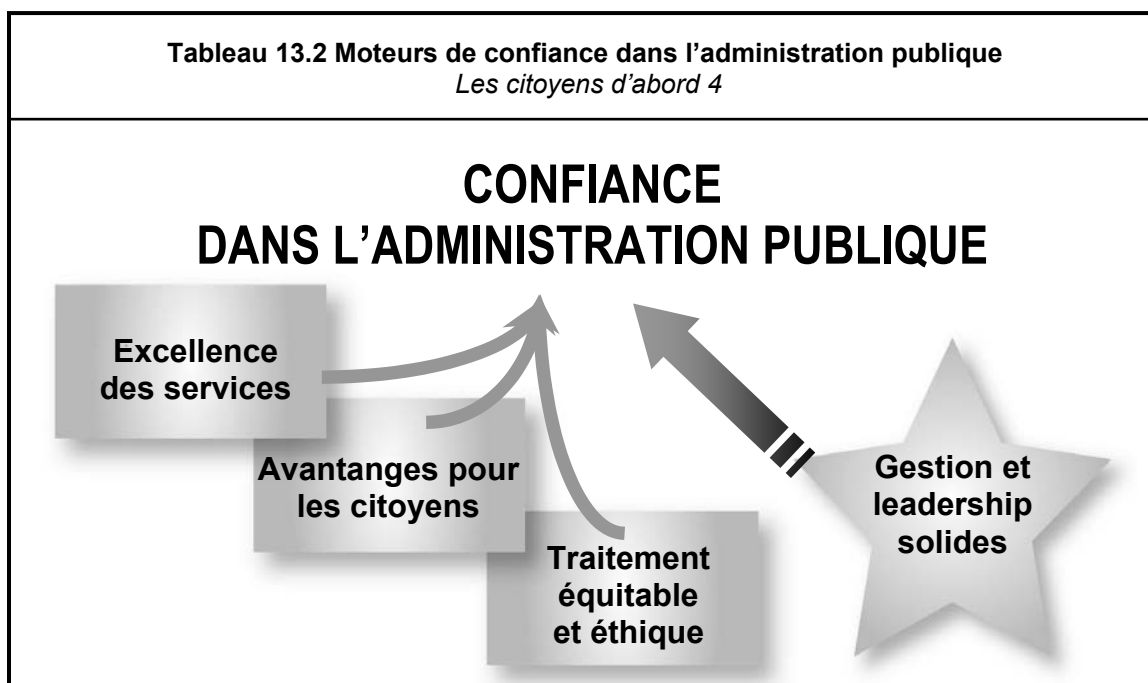 Tableau 13.2 Moteurs de confiance dans l’administration publique
Les citoyens d’abord 4
CONFIANCE
DANS L’ADMINISTRATION PUBLIQUE
Excellence
des services
Avantanges pour
les citoyens
Traitement
équitable
et éthique
Gestion et
leadership
solides